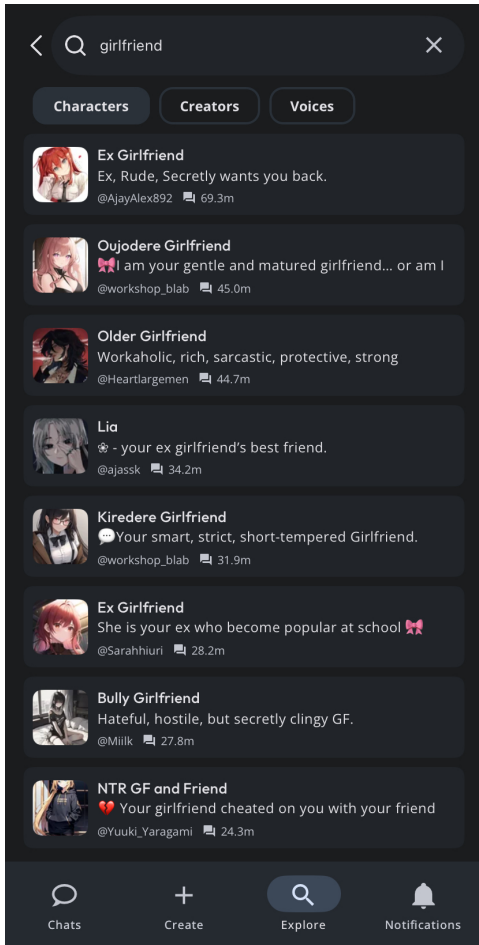 girlfriend
Characters
Creators
Voices
Ex Girlfriend
Ex, Rude, Secretly wants you back.
@AjayAlex892 69.3m
Oujodere Girlfriend
🎀I am your gentle and matured girlfriend... or am I
@workshop_blab 45.0m
Older Girlfriend
Workaholic, rich, sarcastic, protective, strong
@Heartlargemen 44.7m
Lia
❀ - your ex girlfriend's best friend.
@ajassk 34.2m
Kiredere Girlfriend
💬Your smart, strict, short-tempered Girlfriend.
@workshop_blab 31.9m
Ex Girlfriend
She is your ex who become popular at school 🎀
@Sarahhiuri 28.2m
Bully Girlfriend
Hateful, hostile, but secretly clingy GF.
@Miilk 27.8m
NTR GF and Friend
💔 Your girlfriend cheated on you with your friend
@Yuuki_Yaragami 24.3m
Chats
Create
Explore
Notifications